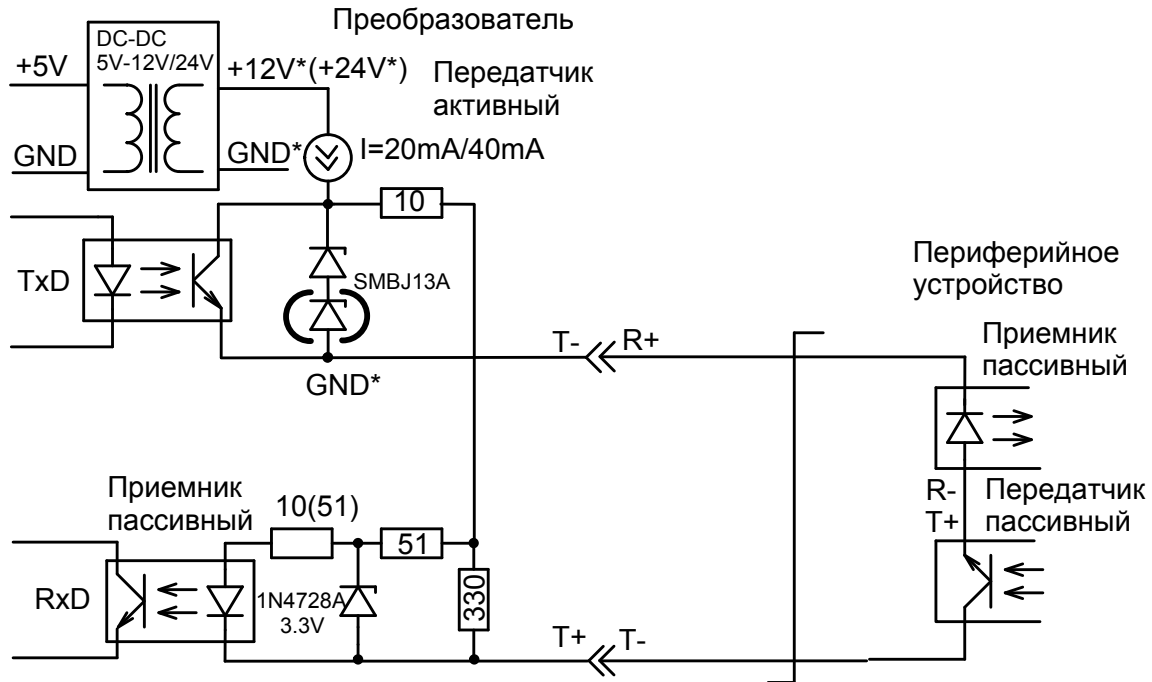 Преобразователь
DC-DC
5V-12V/24V
+5V
+12V*(+24V*)
Передатчик
активный
GND
GND*
I=20mA/40mA
10
TxD
SMBJ13A
Периферийное
устройство
T-
R+
Приемник
пассивный
GND*
Приемник
пассивный
10(51)
R-
T+
Передатчик
пассивный
51
RxD
1N4728A
3.3V
330
T+
T-